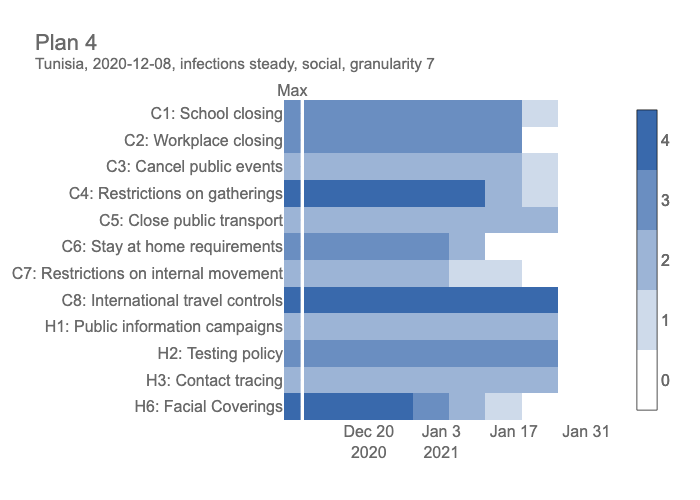 Plan 4
Tunisia, 2020-12-08, infections steady, social, granularity 7
Max
C1: School closing
C2: Workplace closing
C3: Cancel public events
C4: Restrictions on gatherings
C5: Close public transport
C6: Stay at home requirements
C7: Restrictions on internal movement
C8: International travel controls
H1: Public information campaigns
H2: Testing policy
H3: Contact tracing
H6: Facial Coverings
Dec 20 Jan 3 Jan 17 Jan 31
2020 2021
4
3
2
1
0